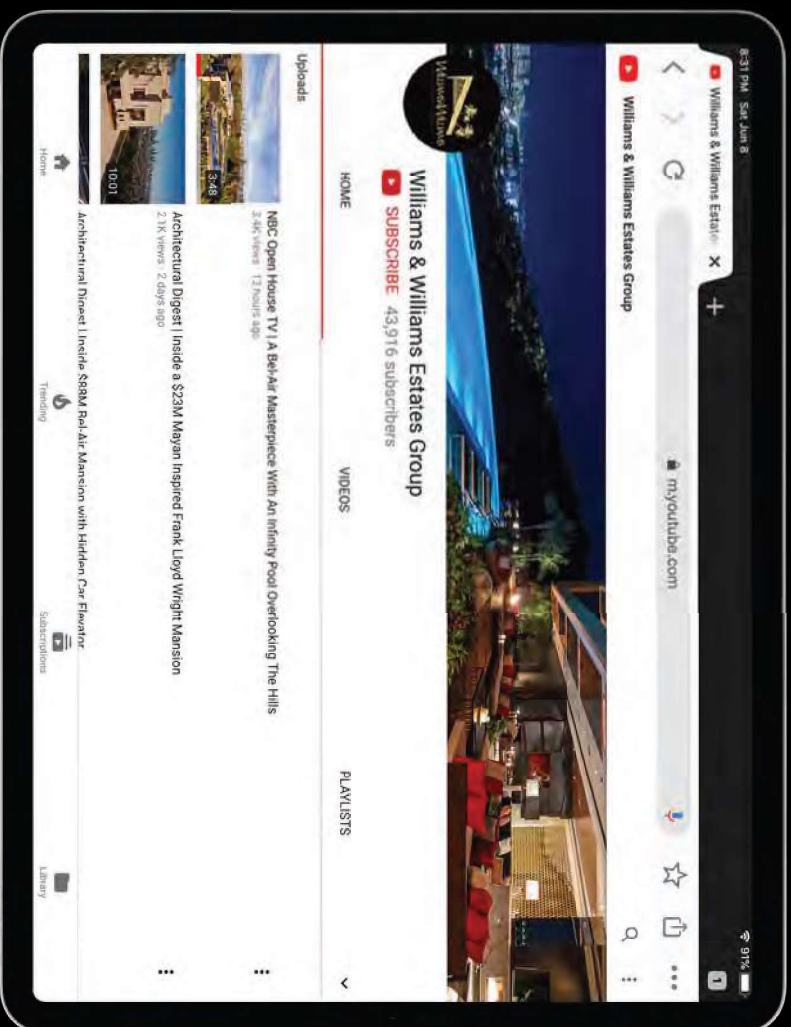 8:31 PM Sat Jun 8
91%
Williams & Williams Estate
1
m.youtube.com
Williams & Williams Estates Group
Williams & Williams Estates Group
SUBSCRIBE 43,916 subscribers
HOME
VIDEOS
PLAYLISTS
Uploads
3:48
NBC Open House TV | A Bel-Air Masterpiece With An Infinity Pool Overlooking The Hills
3.4K views · 12 hours ago
10:01
Architectural Digest | Inside a $23M Mayan Inspired Frank Lloyd Wright Mansion
2.1K views · 2 days ago
Architectural Digest | Inside $88M Bel-Air Mansion with Hidden Car Elevator
Home
Trending
Subscriptions
Library